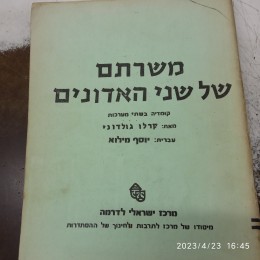 משרתם
של שני האדונים
קומדיה בשתי מערכות
מאת: קרלו גולדוני
עברית: יוסף מילוא
מרכז ישראלי לדרמה
מיסודו של מרכז לתרבות ולחינוך של ההסתדרות
2023/4/23 16:45